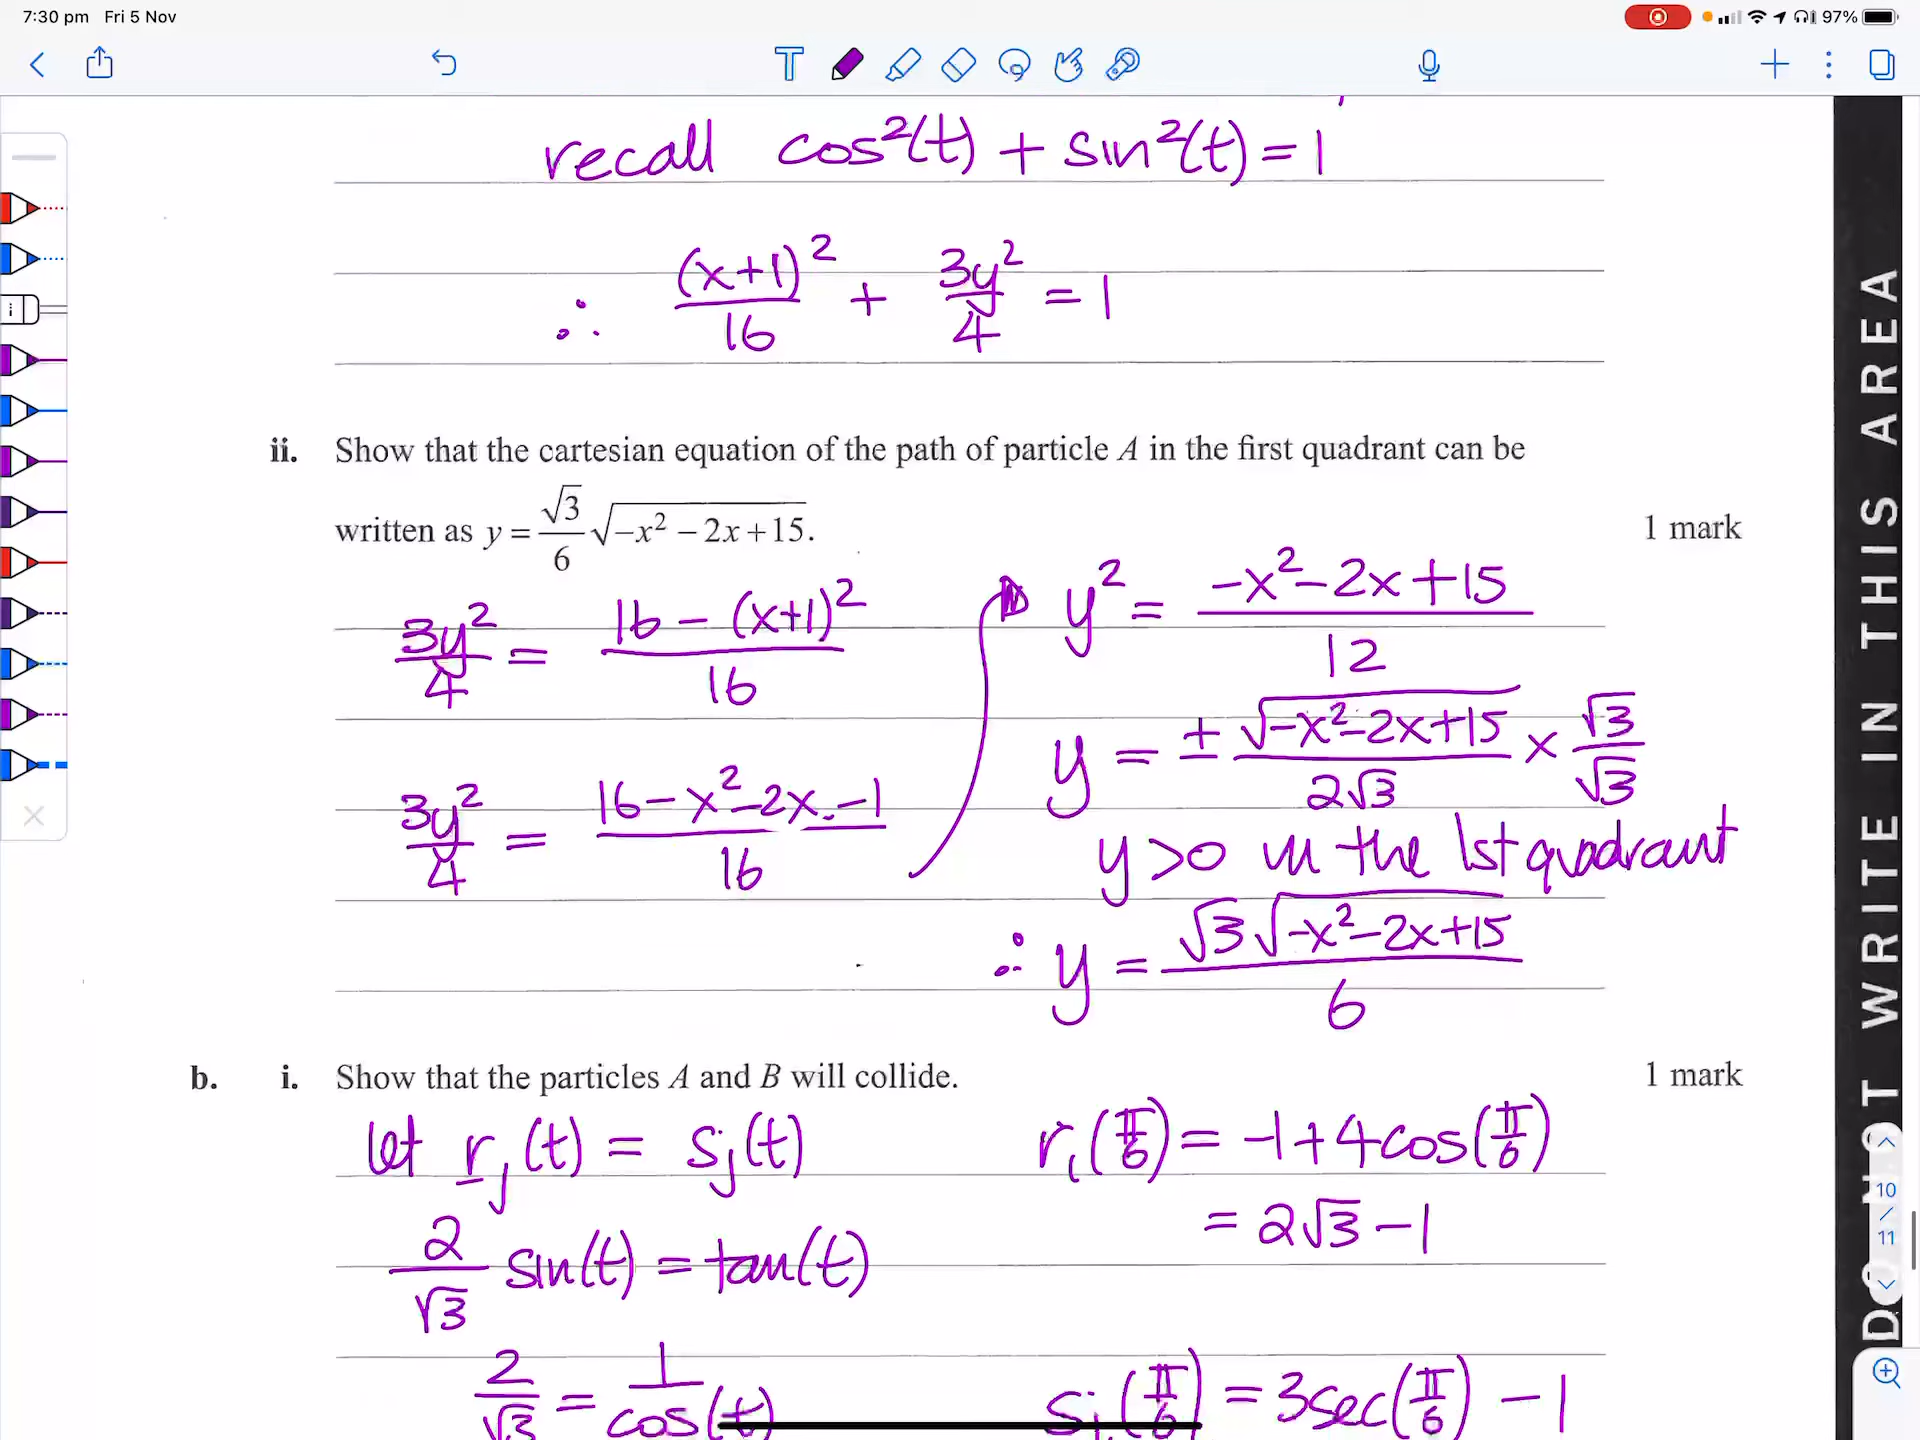 7:30 pm Fri 5 Nov
97%
recall cos²(t) + sin²(t) = 1
∴ (x+1)²/16 + 3y²/4 = 1
ii. Show that the cartesian equation of the path of particle A in the first quadrant can be
written as y = √3/6 √(−x² − 2x + 15). 1 mark
3y²/4 = (16 − (x+1)²)/16
3y²/4 = (16 − x² − 2x − 1)/16
y² = (−x² − 2x + 15)/12
y = ± √(−x² − 2x + 15)/(2√3) × √3/√3
y > 0 in the 1st quadrant
∴ y = √3 √(−x² − 2x + 15)/6
b. i. Show that the particles A and B will collide. 1 mark
let r_j(t) = s_j(t)
2/√3 sin(t) = tan(t)
2/√3 = 1/cos(t)
r_i(π/6) = −1 + 4cos(π/6)
= 2√3 − 1
s_i(π/6) = 3sec(π/6) − 1
DO NOT WRITE IN THIS AREA
10
/
11